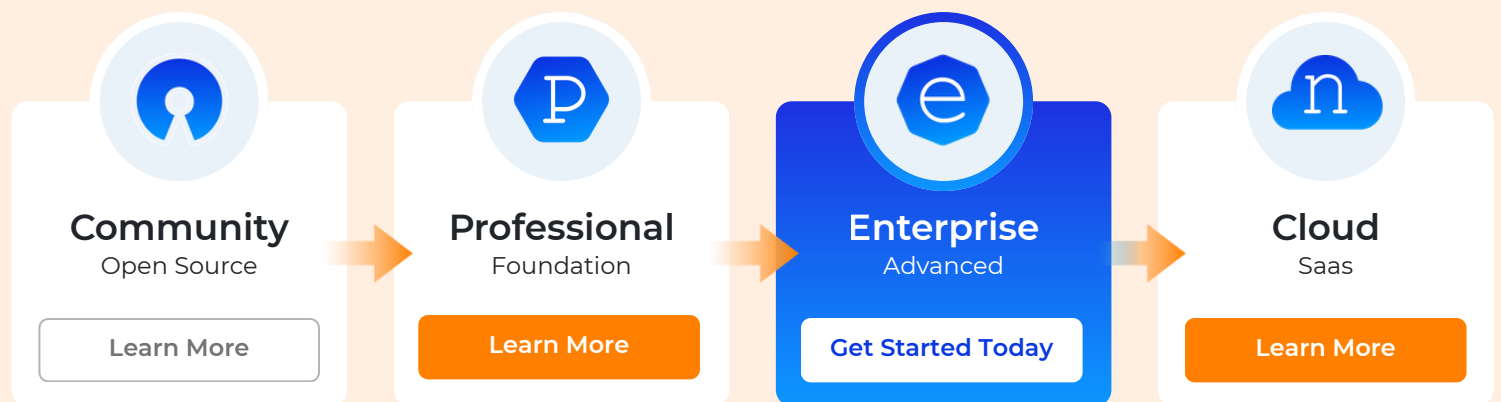 P
e
n
Community
Open Source
Learn More
Professional
Foundation
Learn More
Enterprise
Advanced
Get Started Today
Cloud
Saas
Learn More